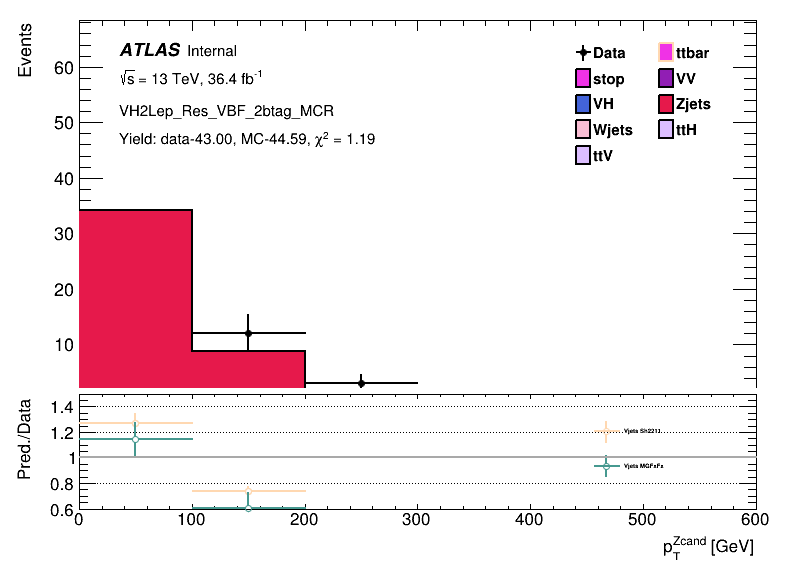 Events
ATLAS Internal
√s = 13 TeV, 36.4 fb⁻¹
VH2Lep_Res_VBF_2btag_MCR
Yield: data-43.00, MC-44.59, χ² = 1.19
Data
ttbar
stop
VV
VH
Zjets
Wjets
ttH
ttV
60
50
40
30
20
10
Pred./Data
1.4
1.2
1
0.8
0.6
Vjets Sh2211
Vjets MGFxFx
0 100 200 300 400 500 600
p_T^Zcand [GeV]